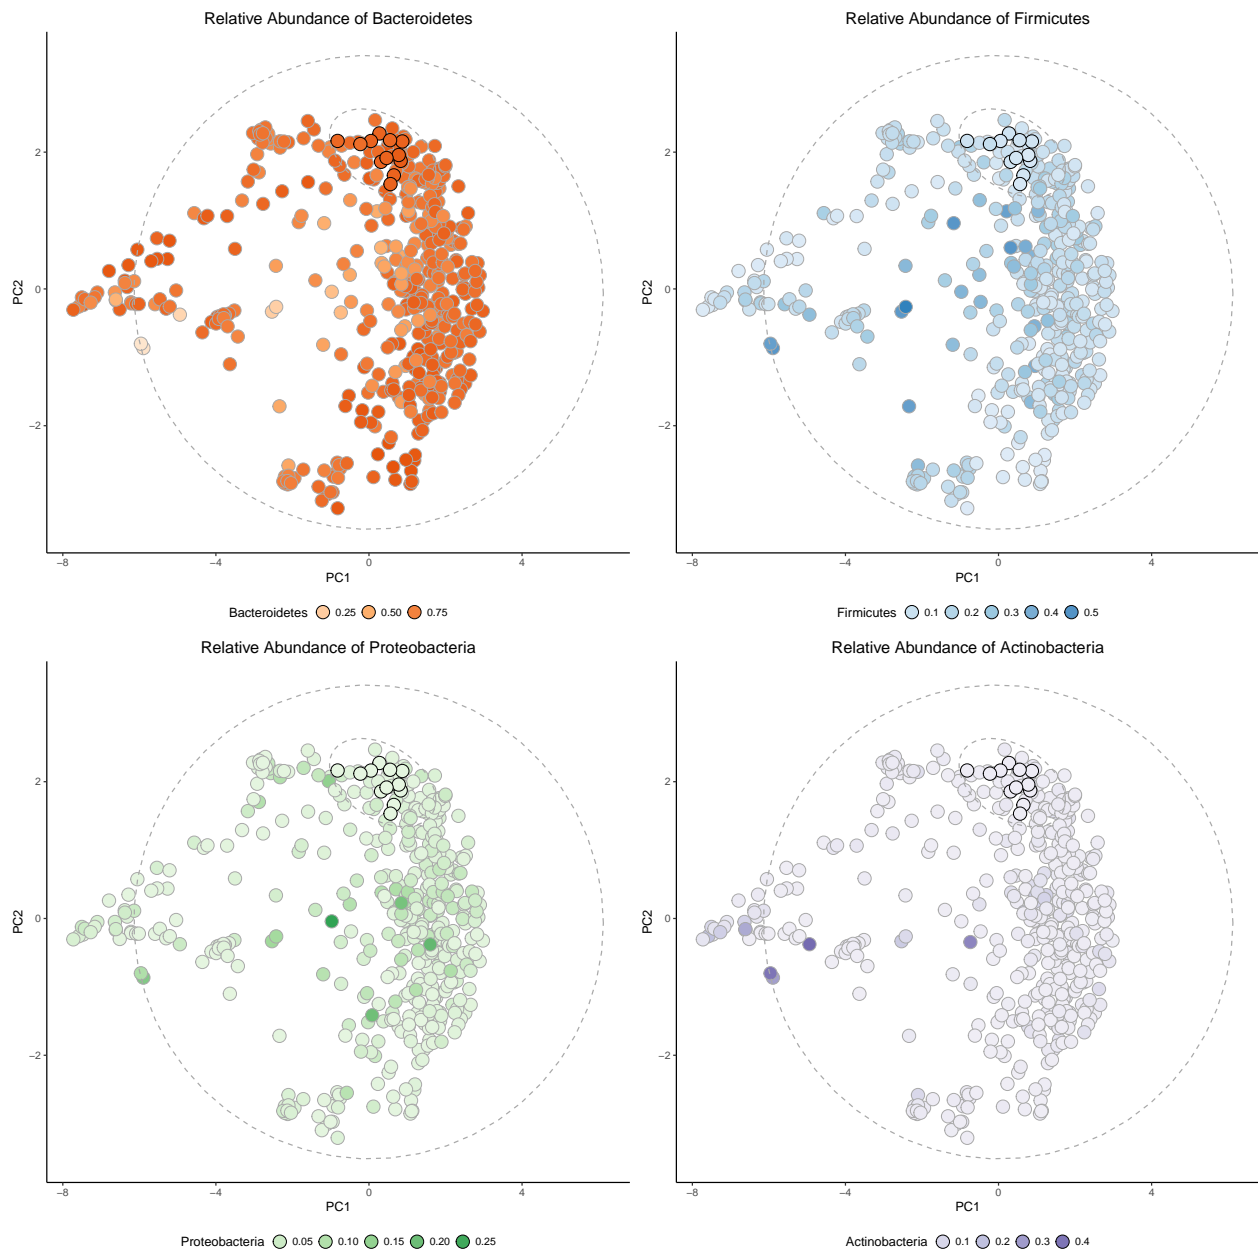 Relative Abundance of Bacteroidetes
PC2
2
0
−2
−8 −4 0 4
PC1
Bacteroidetes 0.25 0.50 0.75
Relative Abundance of Firmicutes
PC2
2
0
−2
−8 −4 0 4
PC1
Firmicutes 0.1 0.2 0.3 0.4 0.5
Relative Abundance of Proteobacteria
PC2
2
0
−2
−8 −4 0 4
PC1
Proteobacteria 0.05 0.10 0.15 0.20 0.25
Relative Abundance of Actinobacteria
PC2
2
0
−2
−8 −4 0 4
PC1
Actinobacteria 0.1 0.2 0.3 0.4